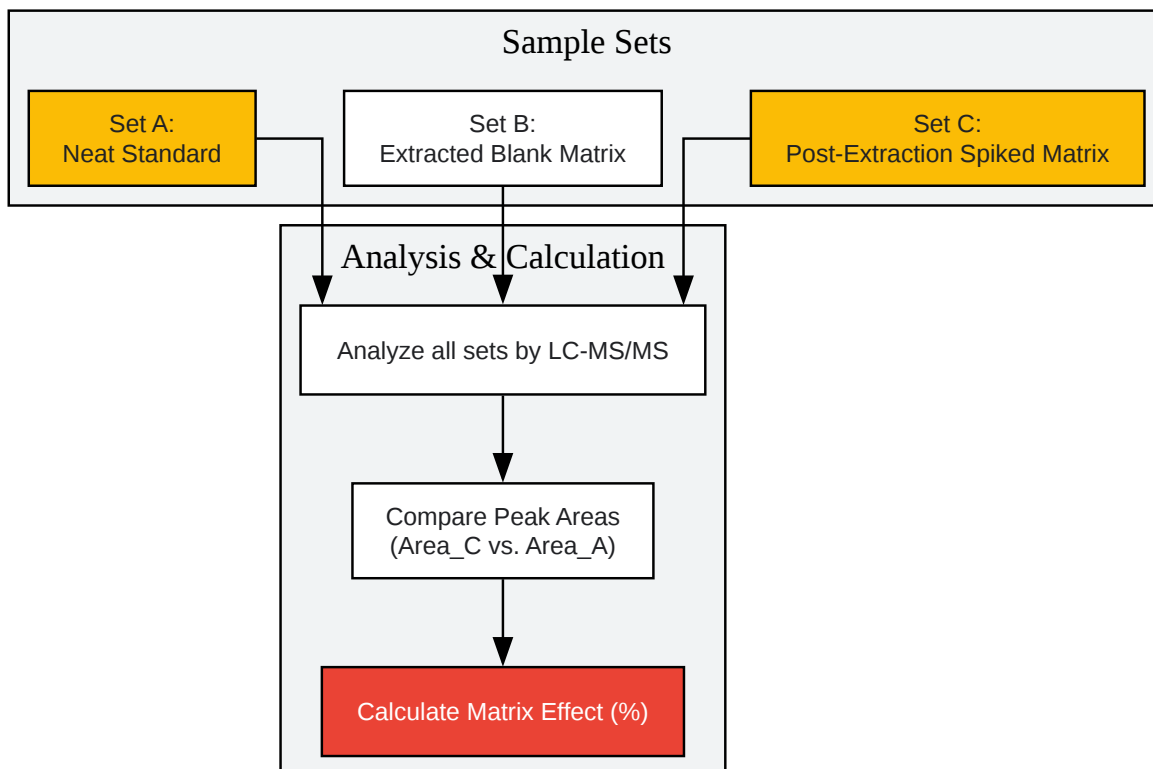 Sample Sets
Set A:
Neat Standard
Set B:
Extracted Blank Matrix
Set C:
Post-Extraction Spiked Matrix
Analysis & Calculation
Analyze all sets by LC-MS/MS
Compare Peak Areas
(Area_C vs. Area_A)
Calculate Matrix Effect (%)